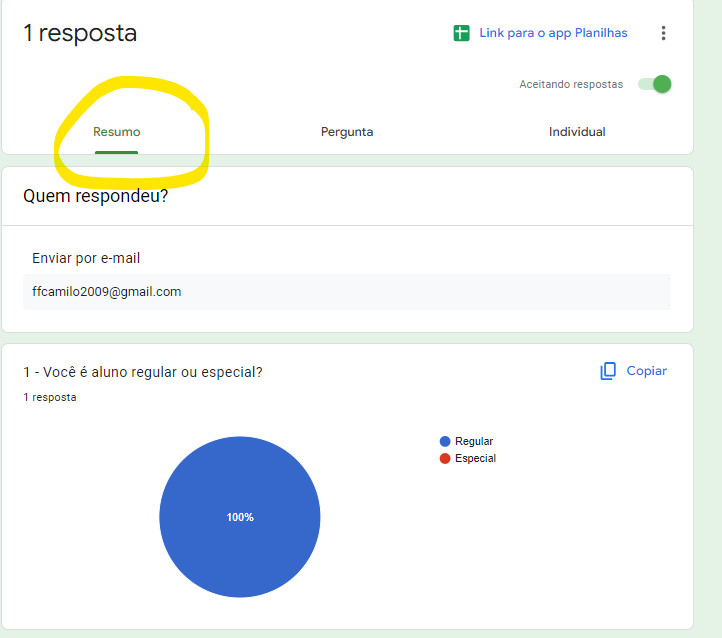 1 resposta
Link para o app Planilhas
Aceitando respostas
Resumo
Pergunta
Individual
Quem respondeu?
Enviar por e-mail
ffcamilo2009@gmail.com
1 - Você é aluno regular ou especial?
Copiar
1 resposta
Regular
Especial
100%